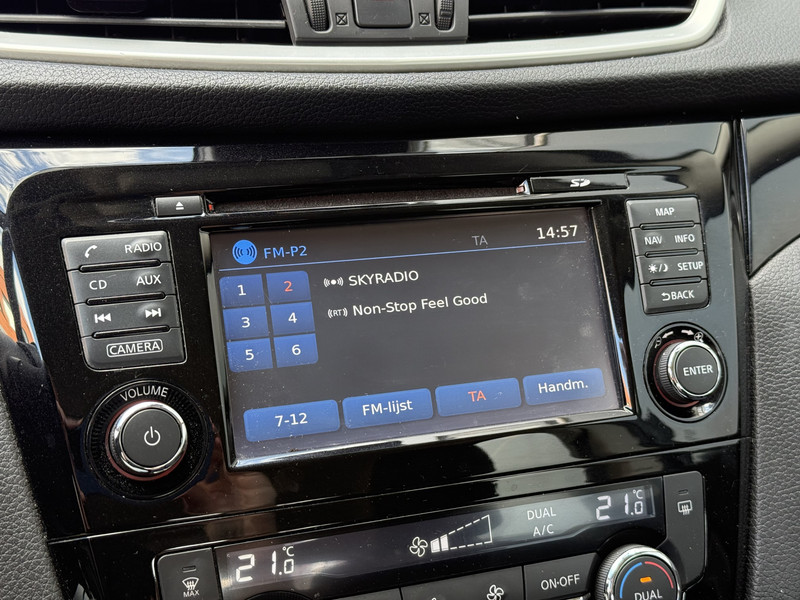 SD
MAP
RADIO
FM-P2
TA
14:57
NAV INFO
CD AUX
1 2
SKYRADIO
SETUP
3 4
(RT) Non-Stop Feel Good
BACK
CAMERA
5 6
ENTER
VOLUME
7-12
FM-lijst
TA
Handm.
21.0 °C
DUAL
A/C
21.0 °C
MAX
ON·OFF
DUAL